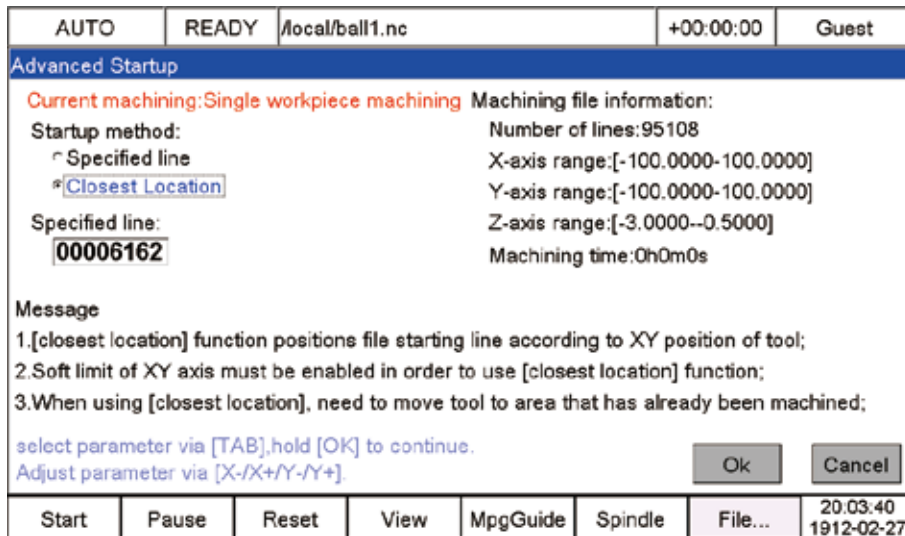 AUTO READY /local/ball1.nc +00:00:00 Guest
Advanced Startup
Current machining:Single workpiece machining Machining file information:
Startup method: Number of lines:95108
Specified line X-axis range:[-100.0000-100.0000]
Closest Location Y-axis range:[-100.0000-100.0000]
Specified line: Z-axis range:[-3.0000--0.5000]
00006162 Machining time:0h0m0s
Message
1.[closest location] function positions file starting line according to XY position of tool;
2.Soft limit of XY axis must be enabled in order to use [closest location] function;
3.When using [closest location], need to move tool to area that has already been machined;
select parameter via [TAB],hold [OK] to continue.
Adjust parameter via [X-/X+/Y-/Y+].
Ok Cancel
Start Pause Reset View MpgGuide Spindle File... 20:03:40
1912-02-27